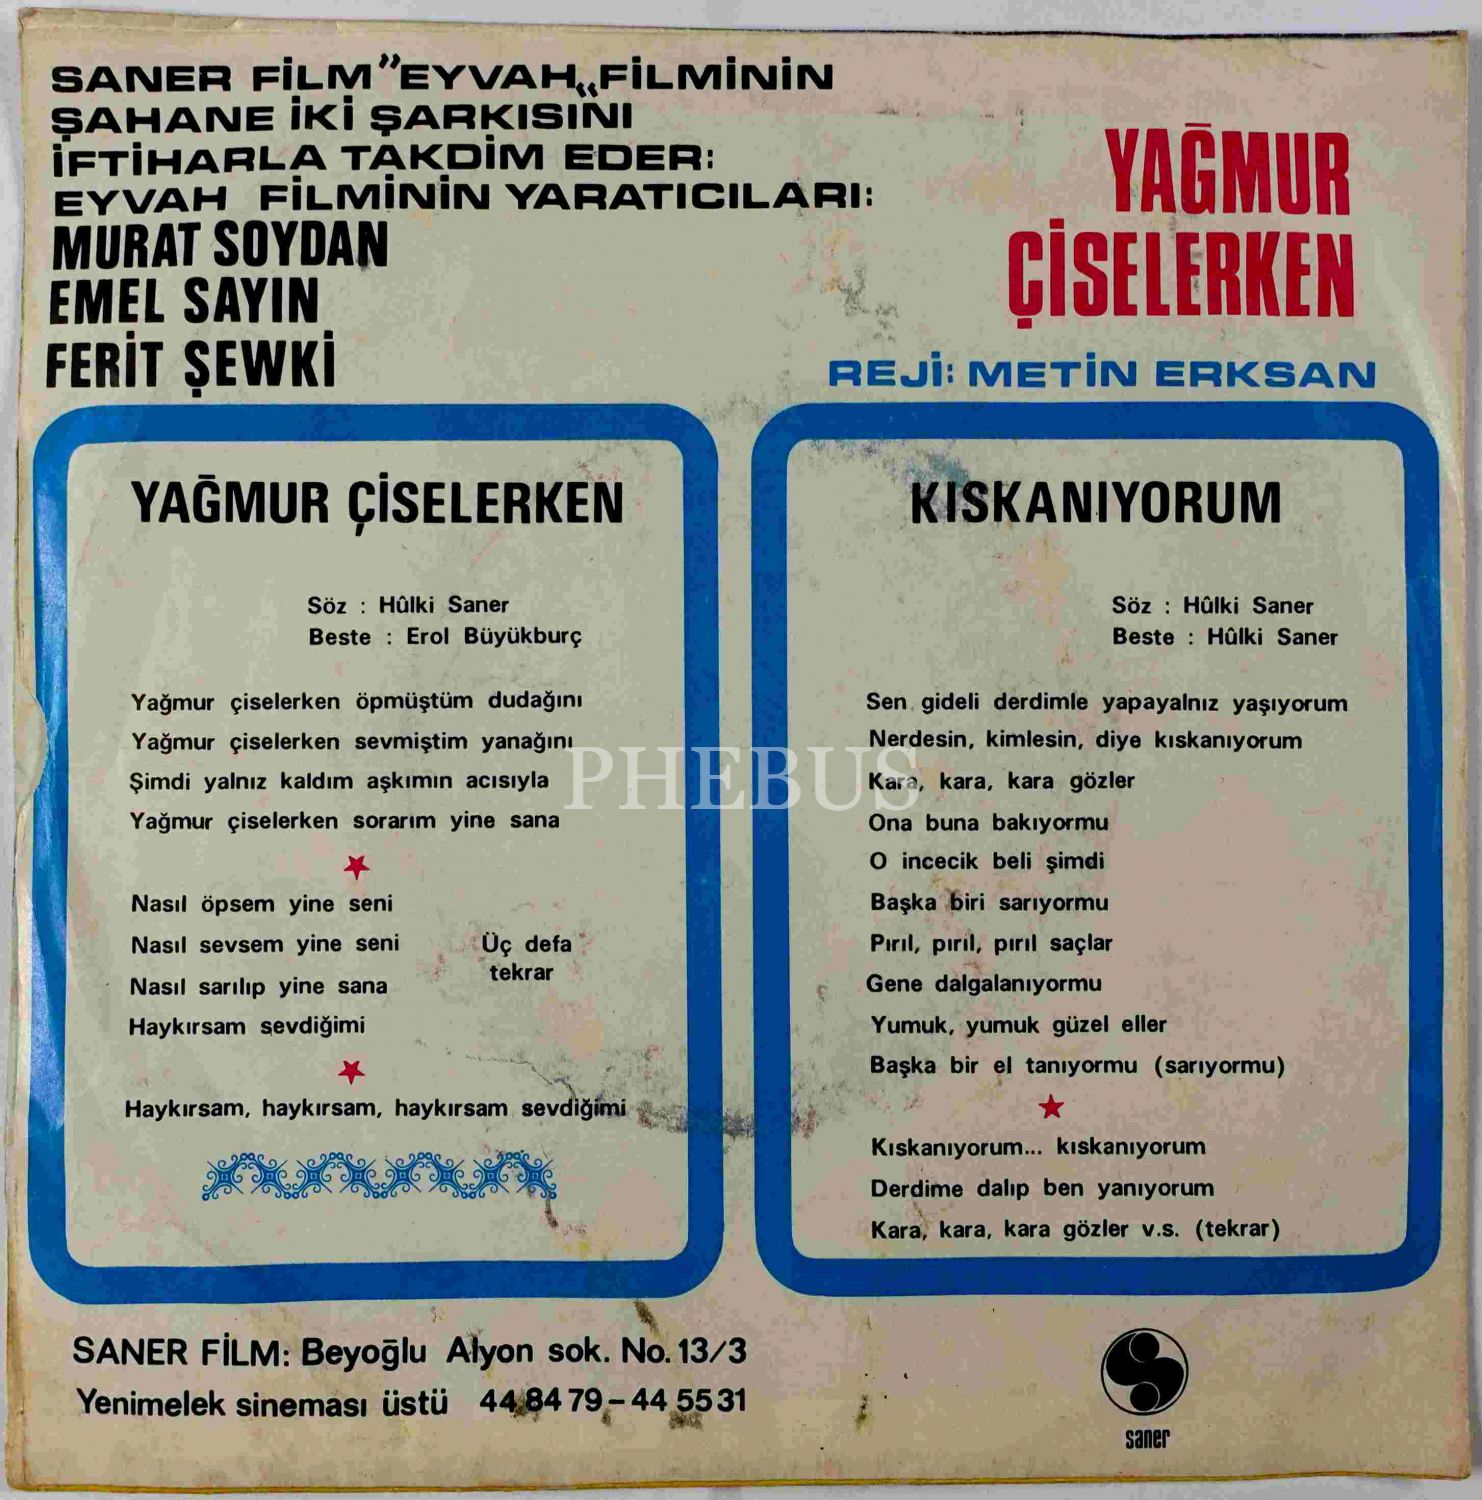 SANER FİLM "EYVAH„ FİLMİNİN
ŞAHANE İKİ ŞARKISINI
İFTİHARLA TAKDİM EDER:
EYVAH FİLMİNİN YARATICILARI:
MURAT SOYDAN
EMEL SAYIN
FERİT ŞEWKİ
YAĞMUR
ÇİSELERKEN
REJİ: METİN ERKSAN
YAĞMUR ÇİSELERKEN
Söz : Hûlki Saner
Beste : Erol Büyükburç
Yağmur çiselerken öpmüştüm dudağını
Yağmur çiselerken sevmiştim yanağını
Şimdi yalnız kaldım aşkımın acısıyla
Yağmur çiselerken sorarım yine sana
Nasıl öpsem yine seni
Nasıl sevsem yine seni
Nasıl sarılıp yine sana
Haykırsam sevdiğimi
Üç defa
tekrar
Haykırsam, haykırsam, haykırsam sevdiğimi
KISKANIYORUM
Söz : Hûlki Saner
Beste : Hûlki Saner
Sen gideli derdimle yapayalnız yaşıyorum
Nerdesin, kimlesin, diye kıskanıyorum
Kara, kara, kara gözler
Ona buna bakıyormu
O incecik beli şimdi
Başka biri sarıyormu
Pırıl, pırıl, pırıl saçlar
Gene dalgalanıyormu
Yumuk, yumuk güzel eller
Başka bir el tanıyormu (sarıyormu)
Kıskanıyorum... kıskanıyorum
Derdime dalıp ben yanıyorum
Kara, kara, kara gözler v.s. (tekrar)
PHEBUS
SANER FİLM: Beyoğlu Alyon sok. No. 13/3
Yenimelek sineması üstü 44 84 79 – 44 55 31
saner